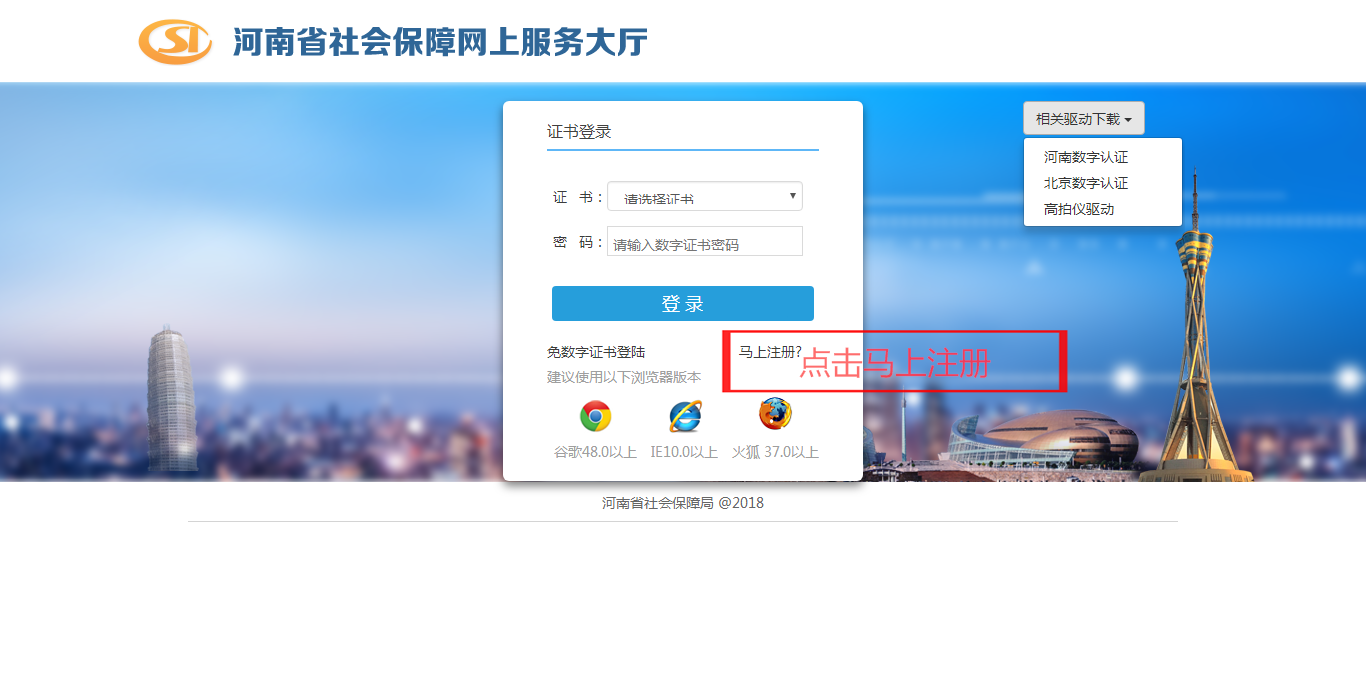 河南省社会保障网上服务大厅
证书登录
相关驱动下载
河南数字认证
北京数字认证
高拍仪驱动
证 书：
请选择证书
密 码：
请输入数字证书密码
登 录
免数字证书登陆
马上注册?
点击马上注册
建议使用以下浏览器版本
谷歌48.0以上 IE10.0以上 火狐 37.0以上
河南省社会保障局 @2018